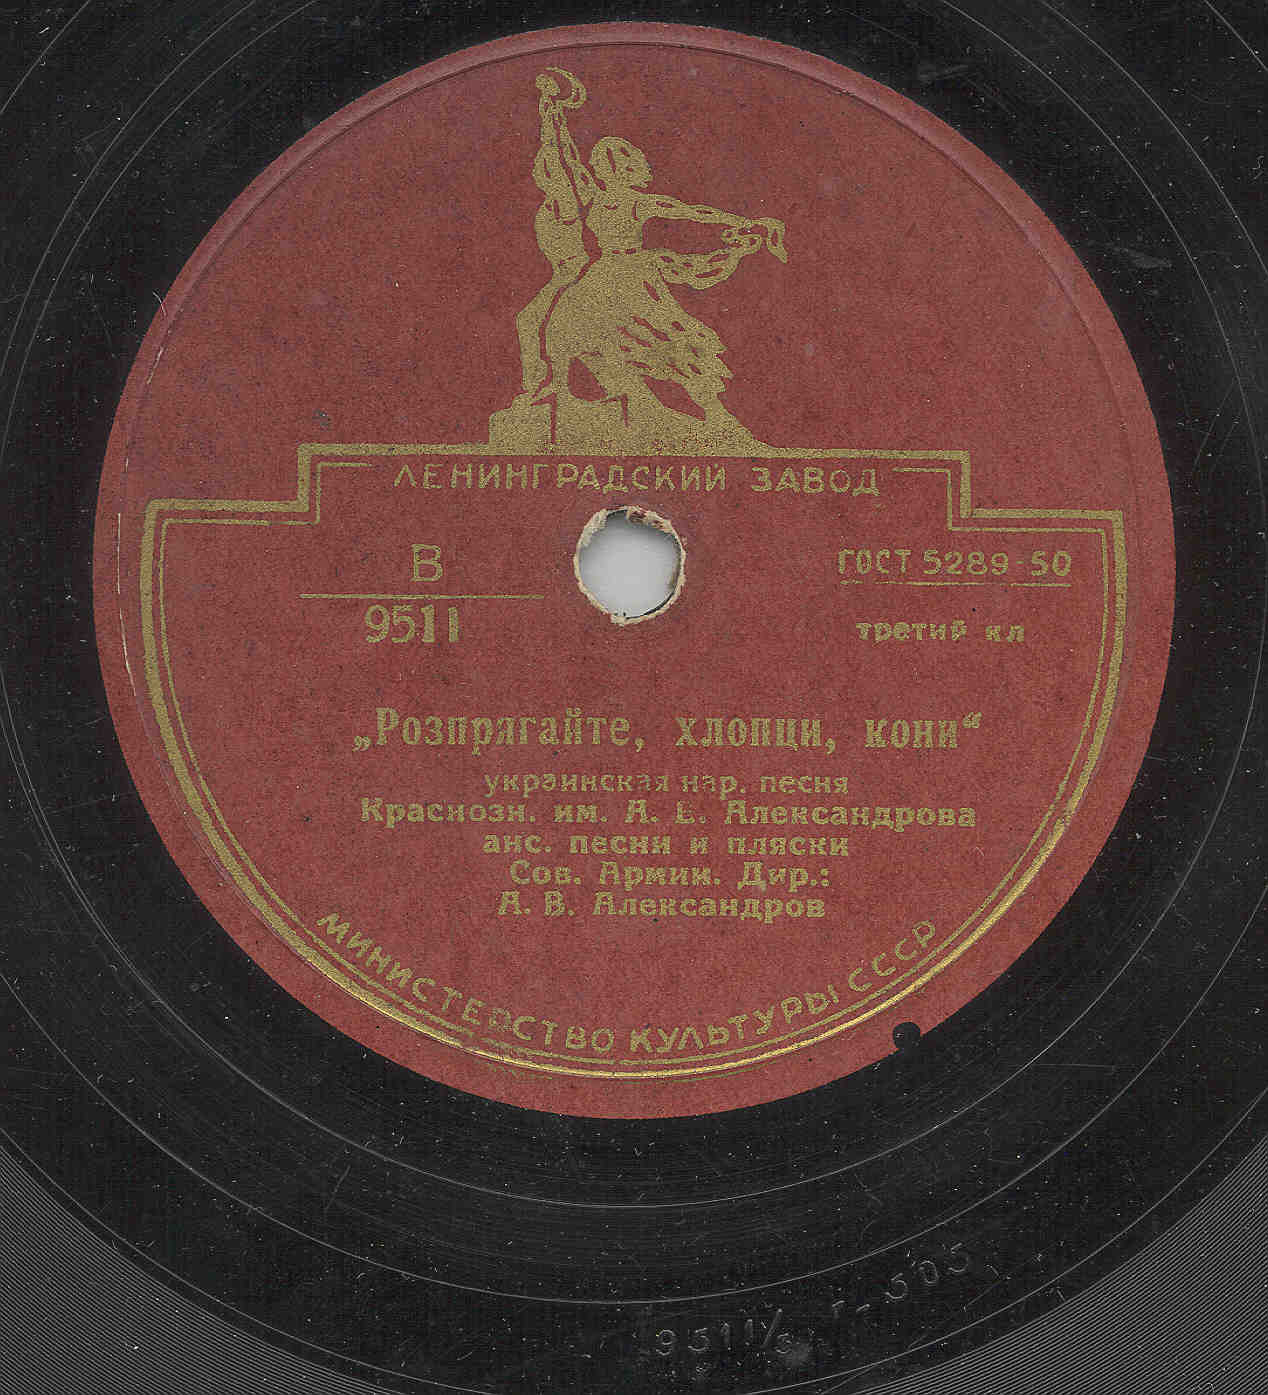 ЛЕНИНГРАДСКИЙ ЗАВОД
В
9511
ГОСТ 5289-50
третий кл
„Розпрягайте, хлопци, кони“
украинская нар. песня
Краснозн. им. А. В. Александрова
анс. песни и пляски
Сов. Армии. Дир.:
А. В. Александров
МИНИСТЕРСТВО КУЛЬТУРЫ СССР
9511/